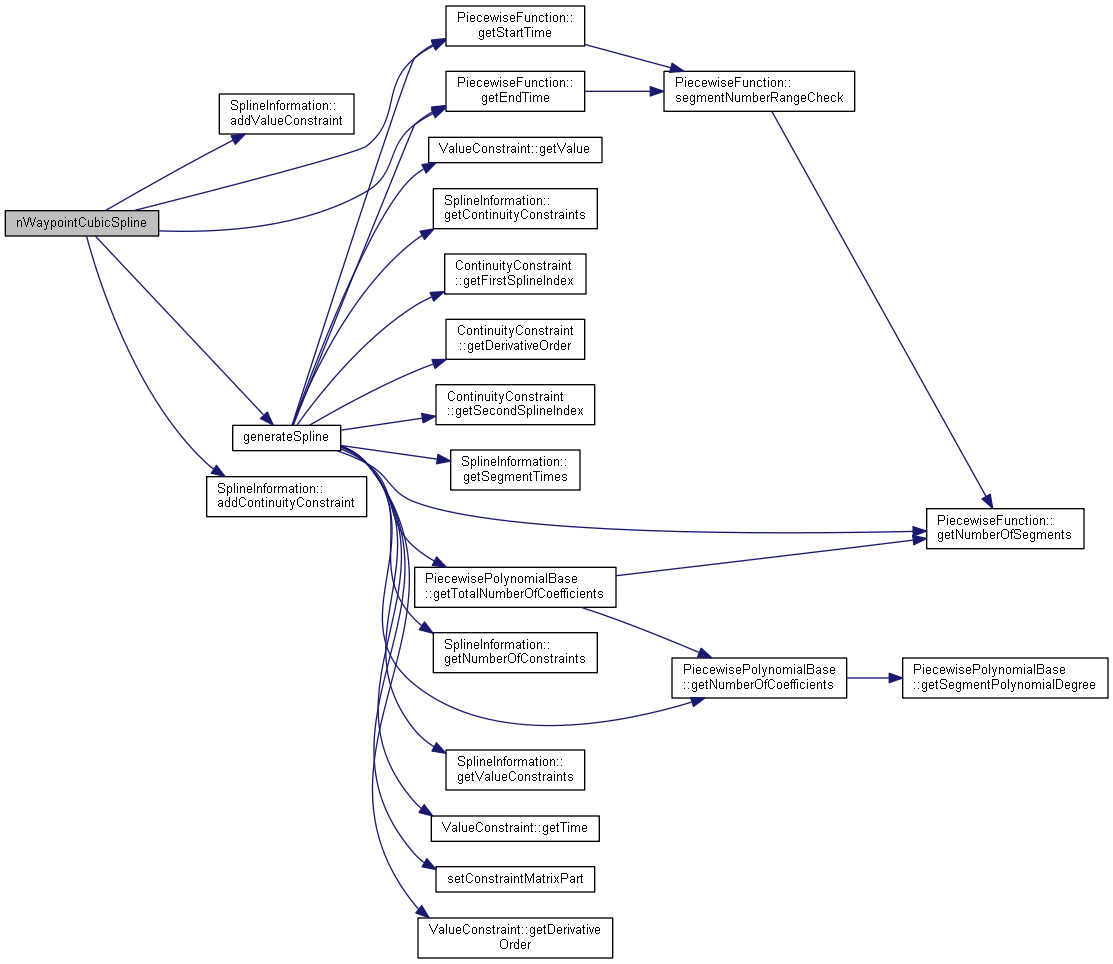 PiecewiseFunction::
getStartTime
PiecewiseFunction::
getEndTime
PiecewiseFunction::
segmentNumberRangeCheck
SplineInformation::
addValueConstraint
ValueConstraint::getValue
SplineInformation::
getContinuityConstraints
nWaypointCubicSpline
ContinuityConstraint
::getFirstSplineIndex
ContinuityConstraint
::getDerivativeOrder
ContinuityConstraint
::getSecondSplineIndex
generateSpline
SplineInformation::
getSegmentTimes
SplineInformation::
addContinuityConstraint
PiecewiseFunction::
getNumberOfSegments
PiecewisePolynomialBase
::getTotalNumberOfCoefficients
SplineInformation::
getNumberOfConstraints
PiecewisePolynomialBase
::getNumberOfCoefficients
PiecewisePolynomialBase
::getSegmentPolynomialDegree
SplineInformation::
getValueConstraints
ValueConstraint::getTime
setConstraintMatrixPart
ValueConstraint::getDerivative
Order